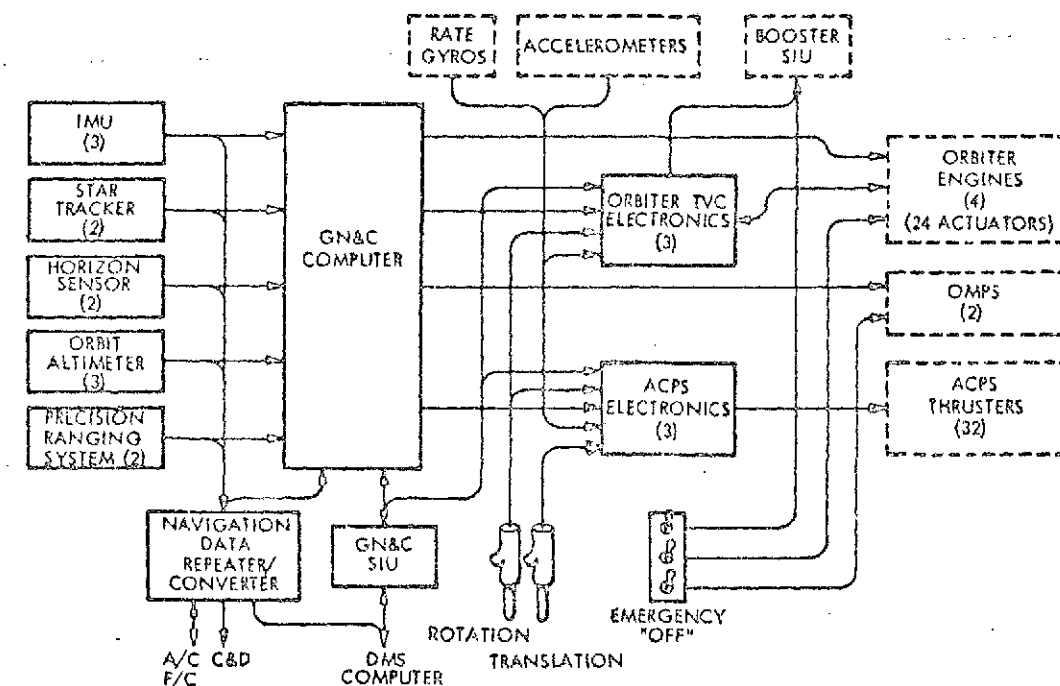 RATE
GYROS
ACCELEROMETERS
BOOSTER
SIU
IMU
(3)
STAR
TRACKER
(2)
HORIZON
SENSOR
(2)
ORBIT
ALTIMETER
(3)
PRECISION
RANGING
SYSTEM (2)
GN&C
COMPUTER
ORBITER TVC
ELECTRONICS
(3)
ACPS
ELECTRONICS
(3)
ORBITER
ENGINES
(4)
(24 ACTUATORS)
OMPS
(2)
ACPS
THRUSTERS
(32)
NAVIGATION
DATA
REPEATER/
CONVERTER
GN&C
SIU
A/C
F/C
C&D
DMS
COMPUTER
ROTATION
TRANSLATION
EMERGENCY
"OFF"